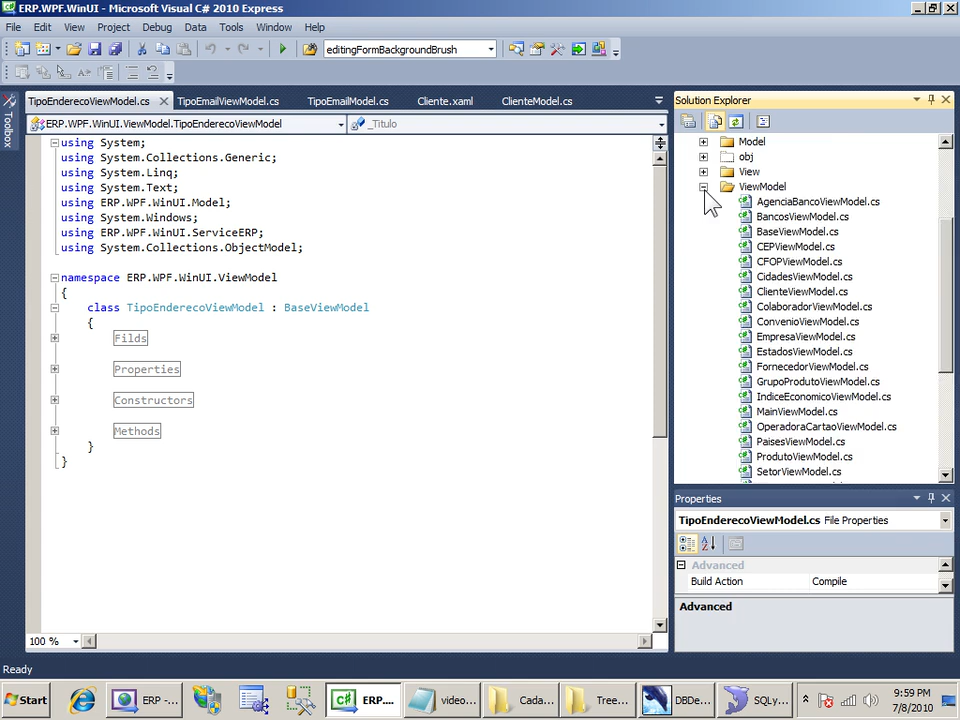 ERP.WPF.WinUI - Microsoft Visual C# 2010 Express
File Edit View Project Debug Data Tools Window Help
editingFormBackgroundBrush
TipoEnderecoViewModel.cs TipoEmailViewModel.cs TipoEmailModel.cs Cliente.xaml ClienteModel.cs
ERP.WPF.WinUI.ViewModel.TipoEnderecoViewModel _Titulo
Toolbox
using System;
using System.Collections.Generic;
using System.Linq;
using System.Text;
using ERP.WPF.WinUI.Model;
using System.Windows;
using ERP.WPF.WinUI.ServiceERP;
using System.Collections.ObjectModel;
namespace ERP.WPF.WinUI.ViewModel
{
class TipoEnderecoViewModel : BaseViewModel
{
Filds
Properties
Constructors
Methods
}
}
100 %
Solution Explorer
Model
obj
View
ViewModel
AgenciaBancoViewModel.cs
BancosViewModel.cs
BaseViewModel.cs
CEPViewModel.cs
CFOPViewModel.cs
CidadesViewModel.cs
ClienteViewModel.cs
ColaboradorViewModel.cs
ConvenioViewModel.cs
EmpresaViewModel.cs
EstadosViewModel.cs
FornecedorViewModel.cs
GrupoProdutoViewModel.cs
IndiceEconomicoViewModel.cs
MainViewModel.cs
OperadoraCartaoViewModel.cs
PaisesViewModel.cs
ProdutoViewModel.cs
SetorViewModel.cs
Properties
TipoEnderecoViewModel.cs File Properties
Advanced
Build Action Compile
Advanced
Ready
Start ERP -... ERP.... video... Cada... Tree... DBDe... SQLy... 9:59 PM
7/8/2010